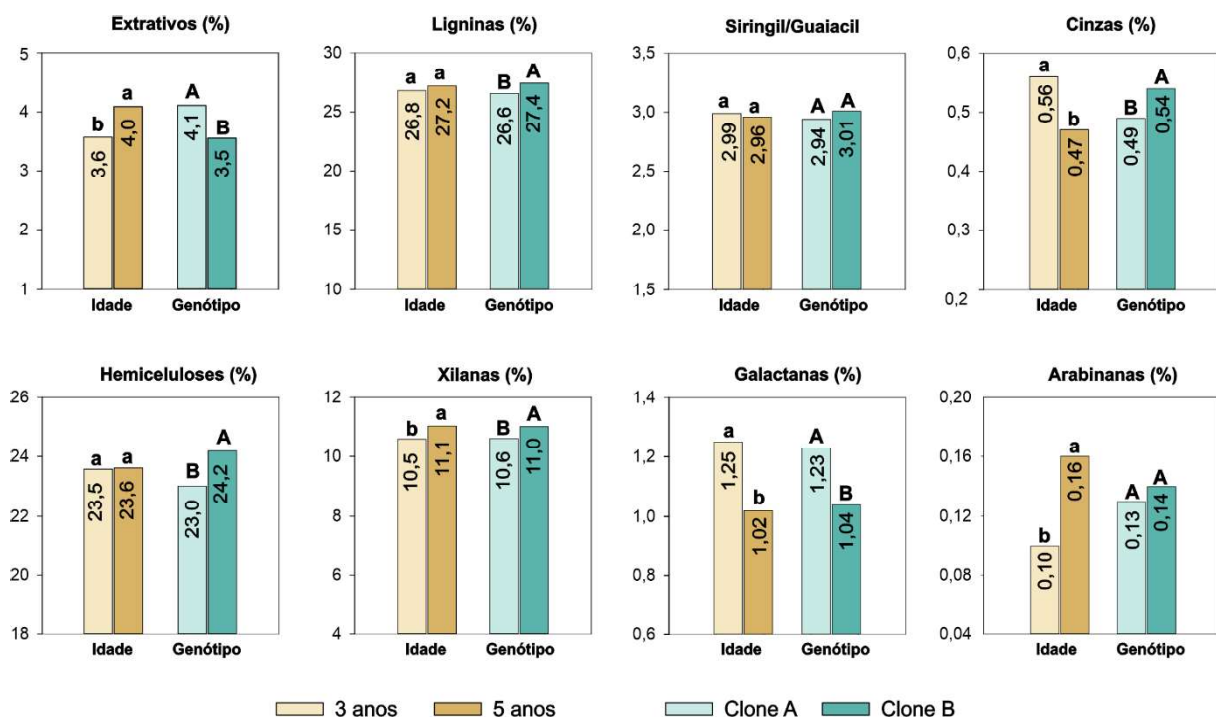 Extrativos (%)
5
4
3
2
1
b
a
A
B
3,6
4,0
4,1
3,5
Idade
Genótipo
Ligninas (%)
30
25
20
15
10
a
a
B
A
26,8
27,2
26,6
27,4
Idade
Genótipo
Siringil/Guaiacil
3,5
3,0
2,5
2,0
1,5
a
a
A
A
2,99
2,96
2,94
3,01
Idade
Genótipo
Cinzas (%)
0,6
0,5
0,4
0,3
0,2
a
b
B
A
0,56
0,47
0,49
0,54
Idade
Genótipo
Hemiceluloses (%)
26
24
22
20
18
a
a
B
A
23,5
23,6
23,0
24,2
Idade
Genótipo
Xilanas (%)
12
10
8
6
4
b
a
B
A
10,5
11,1
10,6
11,0
Idade
Genótipo
Galactanas (%)
1,4
1,2
1,0
0,8
0,6
a
b
A
B
1,25
1,02
1,23
1,04
Idade
Genótipo
Arabinanas (%)
0,20
0,16
0,12
0,08
0,04
b
a
A
A
0,10
0,16
0,13
0,14
Idade
Genótipo
3 anos
5 anos
Clone A
Clone B